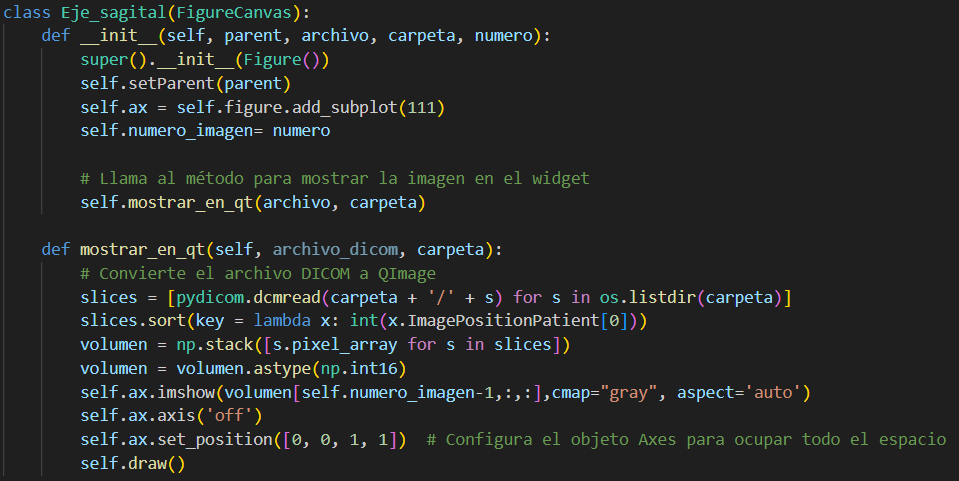 class Eje_sagital(FigureCanvas):
    def __init__(self, parent, archivo, carpeta, numero):
        super().__init__(Figure())
        self.setParent(parent)
        self.ax = self.figure.add_subplot(111)
        self.numero_imagen= numero

        # Llama al método para mostrar la imagen en el widget
        self.mostrar_en_qt(archivo, carpeta)

    def mostrar_en_qt(self, archivo_dicom, carpeta):
        # Convierte el archivo DICOM a QImage
        slices = [pydicom.dcmread(carpeta + '/' + s) for s in os.listdir(carpeta)]
        slices.sort(key = lambda x: int(x.ImagePositionPatient[0]))
        volumen = np.stack([s.pixel_array for s in slices])
        volumen = volumen.astype(np.int16)
        self.ax.imshow(volumen[self.numero_imagen-1,:,:],cmap="gray", aspect='auto')
        self.ax.axis('off')
        self.ax.set_position([0, 0, 1, 1])  # Configura el objeto Axes para ocupar todo el espacio
        self.draw()